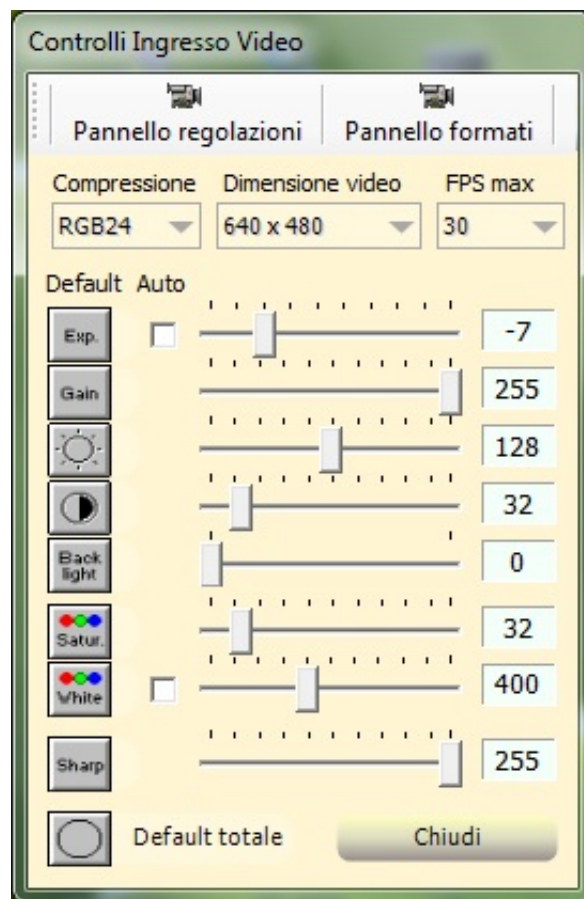 Controlli Ingresso Video
Pannello regolazioni Pannello formati
Compressione Dimensione video FPS max
RGB24 640 x 480 30
Default Auto
Exp. -7
Gain 255
128
32
Back
light 0
Satur. 32
White 400
Sharp 255
Default totale Chiudi